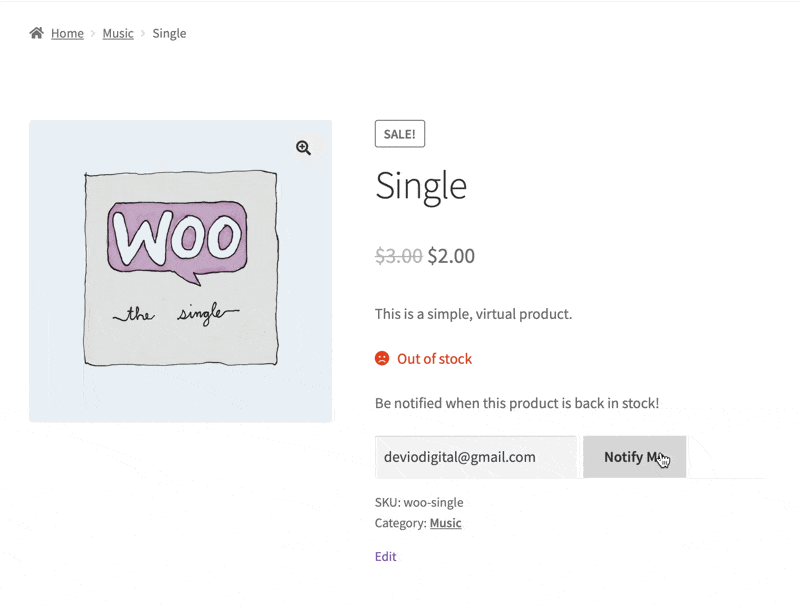 Home > Music > Single
SALE!
WOO
the single
Single
$3.00 $2.00
This is a simple, virtual product.
Out of stock
Be notified when this product is back in stock!
deviodigital@gmail.com Notify M
SKU: woo-single
Category: Music
Edit